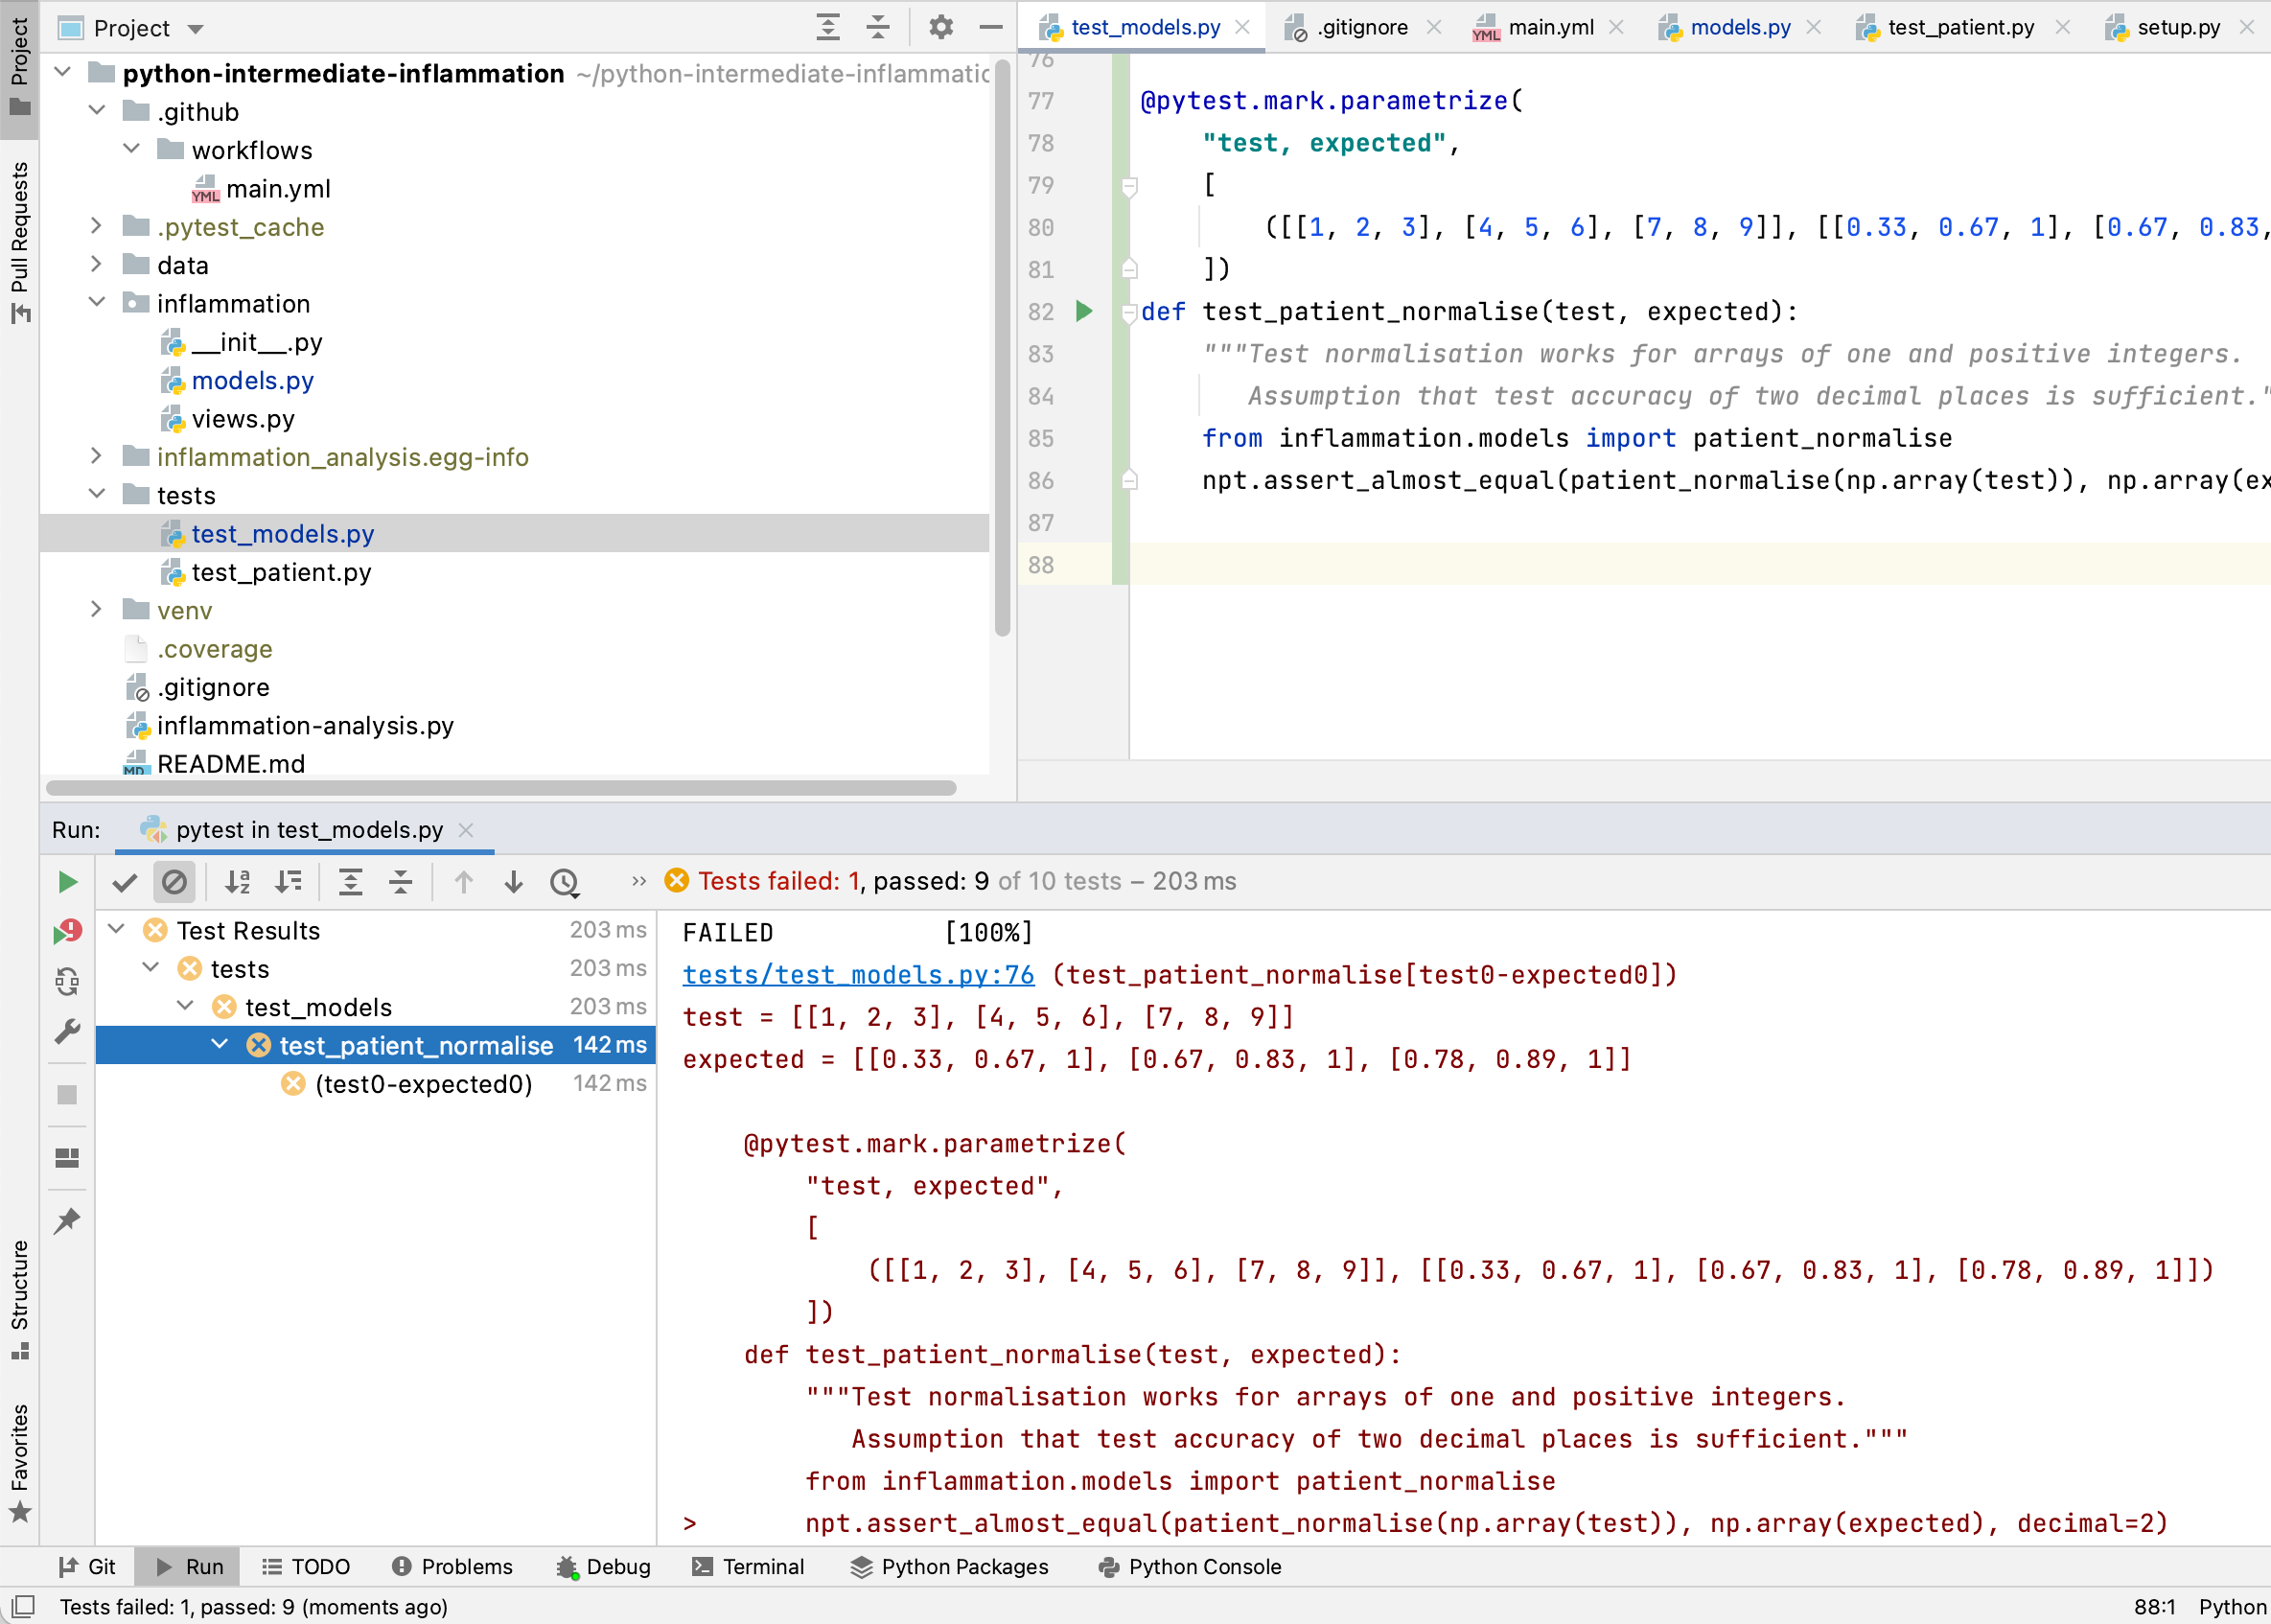 Project
Pull Requests
Structure
Favorites
Project
python-intermediate-inflammation ~/python-intermediate-inflammatio
.github
workflows
YML main.yml
.pytest_cache
data
inflammation
__init__.py
models.py
views.py
inflammation_analysis.egg-info
tests
test_models.py
test_patient.py
venv
.coverage
.gitignore
inflammation-analysis.py
MD README.md
test_models.py .gitignore YML main.yml models.py test_patient.py setup.py
76
77 @pytest.mark.parametrize(
78 "test, expected",
79 [
80 ([[1, 2, 3], [4, 5, 6], [7, 8, 9]], [[0.33, 0.67, 1], [0.67, 0.83,
81 ])
82 def test_patient_normalise(test, expected):
83 """Test normalisation works for arrays of one and positive integers.
84 Assumption that test accuracy of two decimal places is sufficient."
85 from inflammation.models import patient_normalise
86 npt.assert_almost_equal(patient_normalise(np.array(test)), np.array(ex
87
88
Run: pytest in test_models.py
» Tests failed: 1, passed: 9 of 10 tests – 203 ms
Test Results 203 ms
tests 203 ms
test_models 203 ms
test_patient_normalise 142 ms
(test0-expected0) 142 ms
FAILED [100%]
tests/test_models.py:76 (test_patient_normalise[test0-expected0])
test = [[1, 2, 3], [4, 5, 6], [7, 8, 9]]
expected = [[0.33, 0.67, 1], [0.67, 0.83, 1], [0.78, 0.89, 1]]
@pytest.mark.parametrize(
"test, expected",
[
([[1, 2, 3], [4, 5, 6], [7, 8, 9]], [[0.33, 0.67, 1], [0.67, 0.83, 1], [0.78, 0.89, 1]])
])
def test_patient_normalise(test, expected):
"""Test normalisation works for arrays of one and positive integers.
Assumption that test accuracy of two decimal places is sufficient."""
from inflammation.models import patient_normalise
> npt.assert_almost_equal(patient_normalise(np.array(test)), np.array(expected), decimal=2)
Git Run TODO Problems Debug Terminal Python Packages Python Console
Tests failed: 1, passed: 9 (moments ago) 88:1 Python